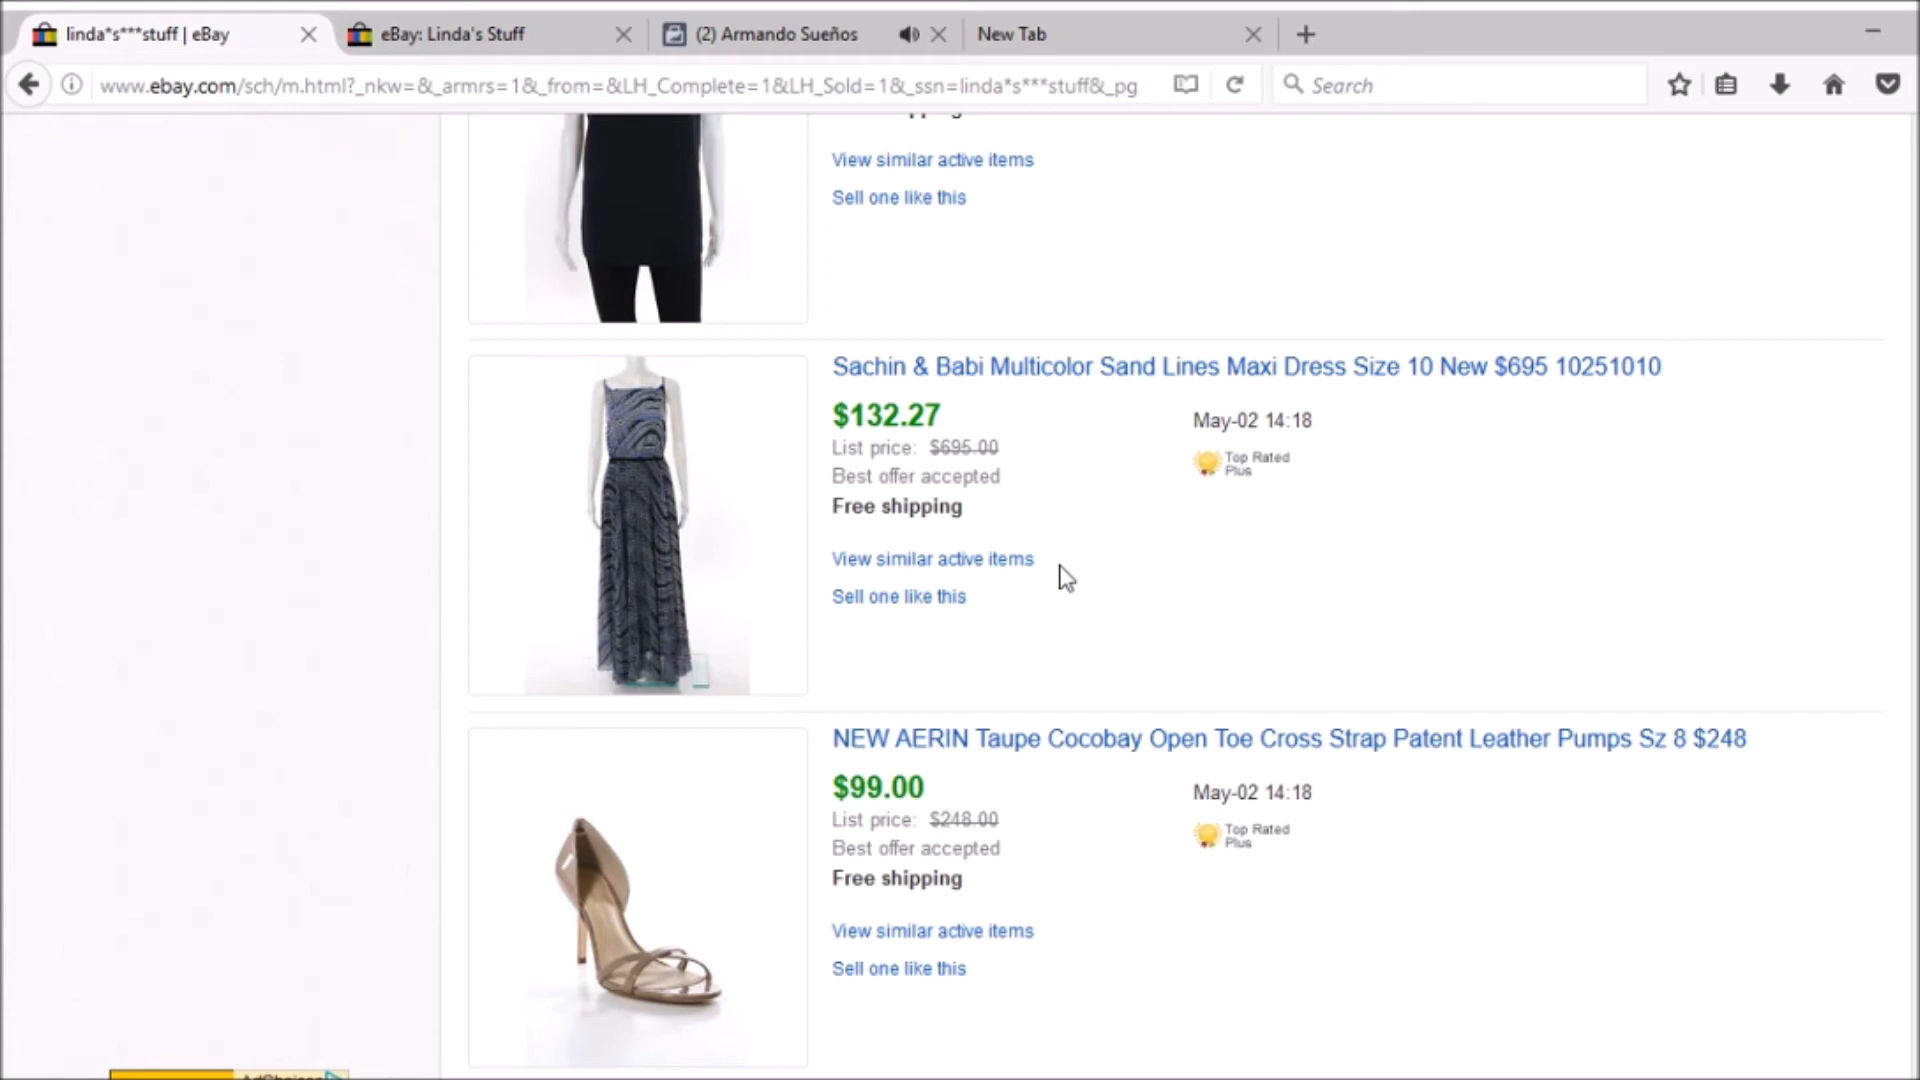 linda*s***stuff | eBay
eBay: Linda's Stuff
(2) Armando Sueños
New Tab
www.ebay.com/sch/m.html?_nkw=&_armrs=1&_from=&LH_Complete=1&LH_Sold=1&_ssn=linda*s***stuff&_pg
Search
View similar active items
Sell one like this
Sachin & Babi Multicolor Sand Lines Maxi Dress Size 10 New $695 10251010
$132.27
May-02 14:18
List price: $695.00
Top Rated
Plus
Best offer accepted
Free shipping
View similar active items
Sell one like this
NEW AERIN Taupe Cocobay Open Toe Cross Strap Patent Leather Pumps Sz 8 $248
$99.00
May-02 14:18
List price: $248.00
Top Rated
Plus
Best offer accepted
Free shipping
View similar active items
Sell one like this
AdChoices